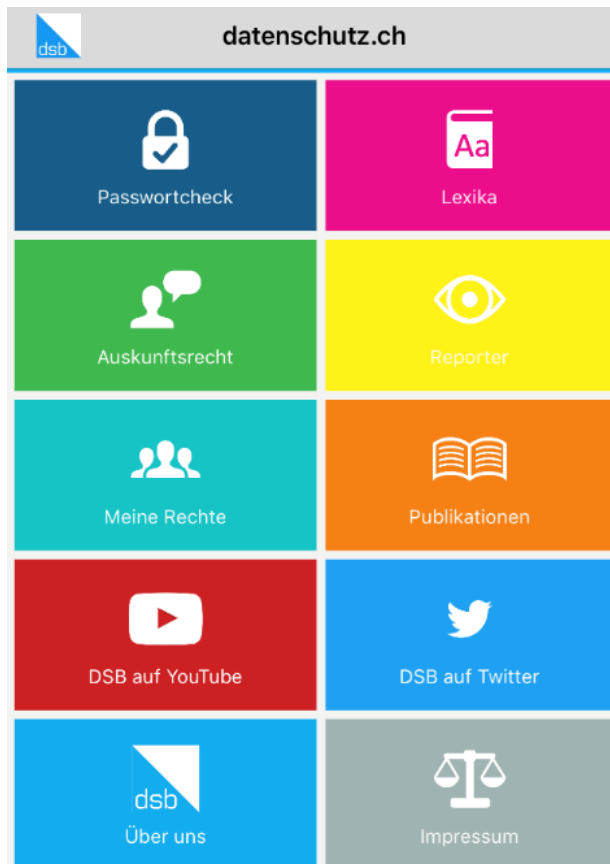 dsb
datenschutz.ch
Passwortcheck
Aa
Lexika
Auskunftsrecht
Reporter
Meine Rechte
Publikationen
DSB auf YouTube
DSB auf Twitter
dsb
Über uns
Impressum